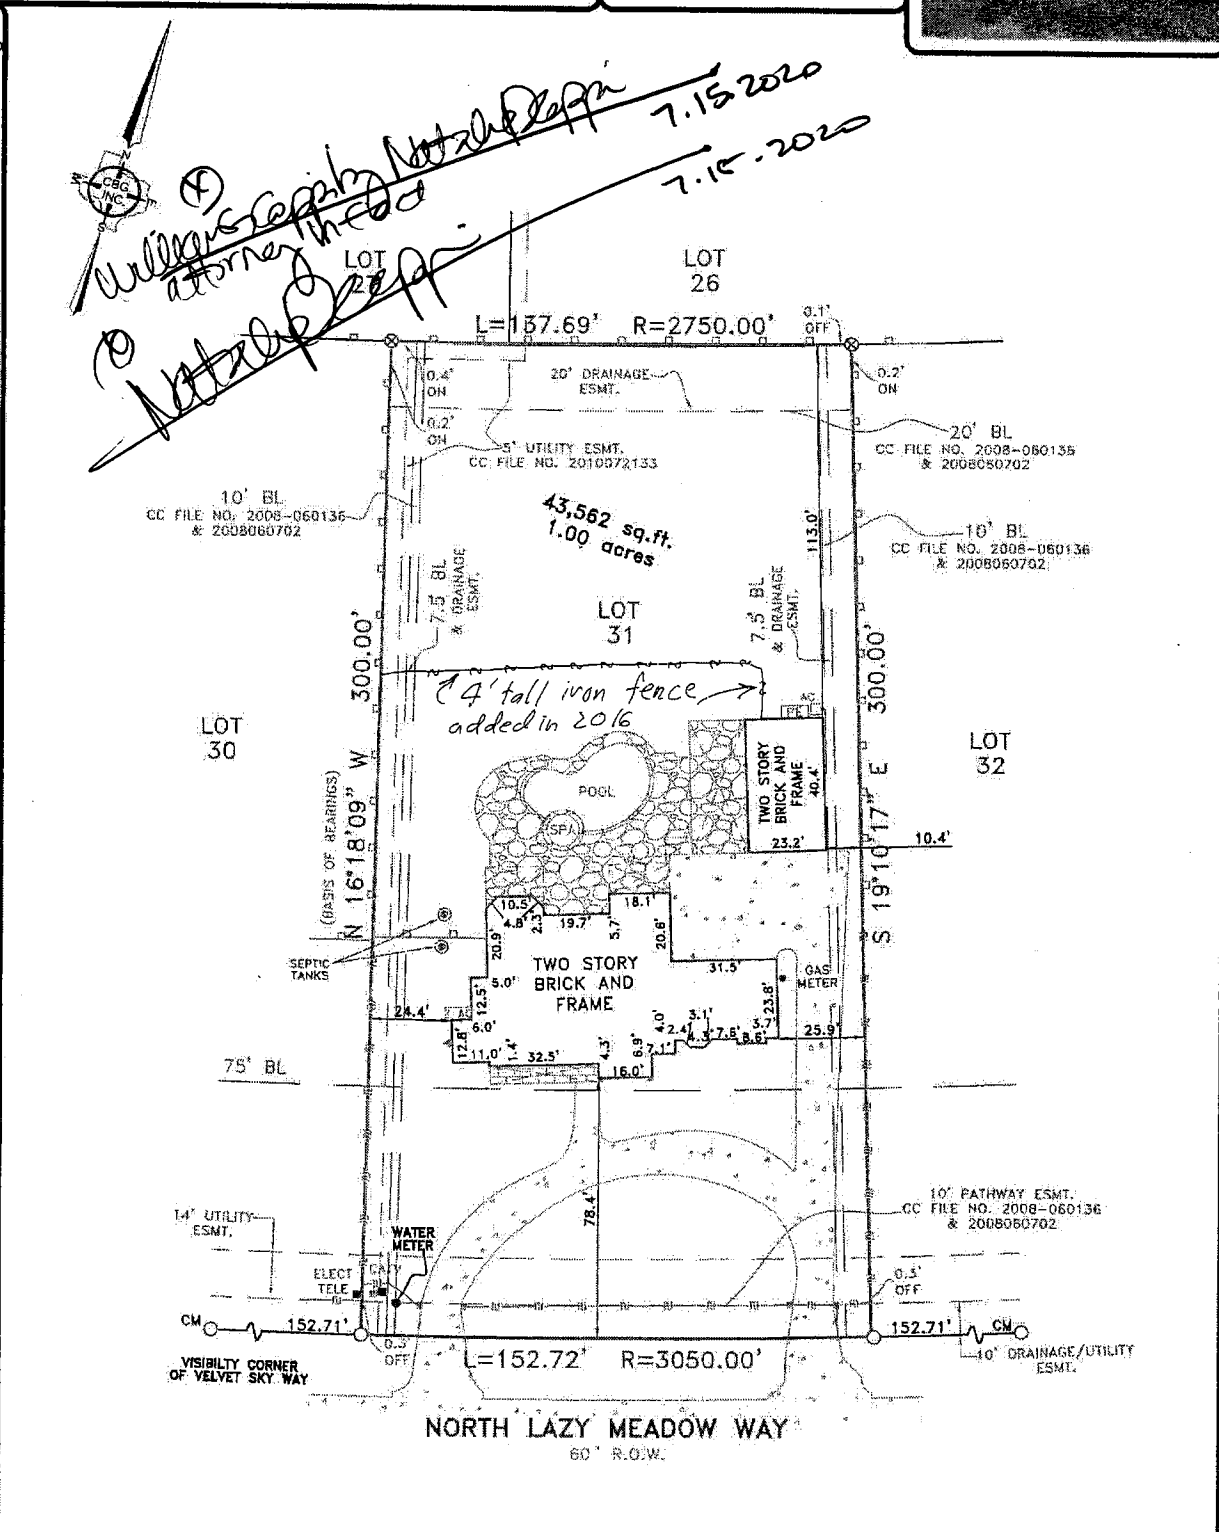 7.15.2020
attorney in fact
N
CBG
INC.
S
LOT
27
LOT
26
L=137.69' R=2750.00'
0.1'
OFF
0.4'
ON
0.2'
ON
20' DRAINAGE
ESMT.
0.2'
ON
5' UTILITY ESMT.
CC FILE NO. 2010072133
20' BL
CC FILE NO. 2008-060136
& 2008060702
10' BL
CC FILE NO. 2008-060136
& 2008060702
43,562 sq.ft.
1.00 acres
113.0'
10' BL
CC FILE NO. 2008-060136
& 2008060702
7.5' BL
& DRAINAGE
ESMT.
7.5' BL
& DRAINAGE
ESMT.
LOT
31
300.00'
300.00'
4' tall iron fence
added in 2016
AC
PE
LOT
30
LOT
32
TWO STORY
BRICK AND
FRAME
40.4'
23.2'
10.4'
POOL
SPA
N 16°18'09" W
(BASIS OF BEARINGS)
S 19°10'17" E
10.5'
4.8'
2.3'
19.7'
5.7'
18.1'
20.6'
20.9'
SEPTIC
TANKS
TWO STORY
BRICK AND
FRAME
31.5'
GAS
METER
5.0'
12.5'
23.8'
24.4'
6.0'
12.8'
11.0'
1.4'
32.5'
4.3'
16.0'
6.9'
7.1'
4.0'
2.4'
3.1'
4.3'
7.6'
8.6'
3.7'
25.9'
75' BL
78.4'
14' UTILITY
ESMT.
10' PATHWAY ESMT.
CC FILE NO. 2008-060136
& 2008060702
WATER
METER
ELECT
TELE
CATV
0.3'
OFF
CM
152.71'
152.71'
CM
0.3'
OFF
L=152.72' R=3050.00'
10' DRAINAGE/UTILITY
ESMT.
VISIBILTY CORNER
OF VELVET SKY WAY
NORTH LAZY MEADOW WAY
60' R.O.W.